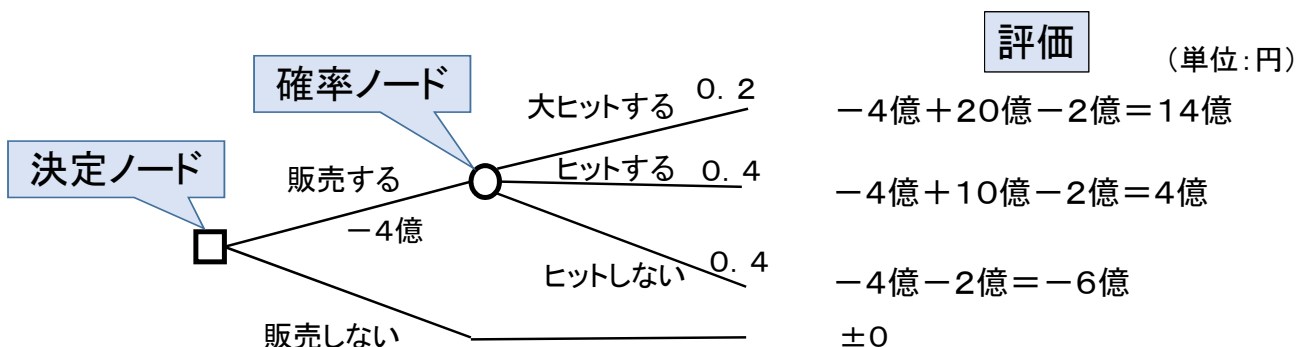 評価
(単位:円)
確率ノード
大ヒットする 0.2 -4億+20億-2億=14億
決定ノード
販売する
ヒットする 0.4 -4億+10億-2億=4億
-4億
ヒットしない 0.4 -4億-2億=-6億
販売しない ±0